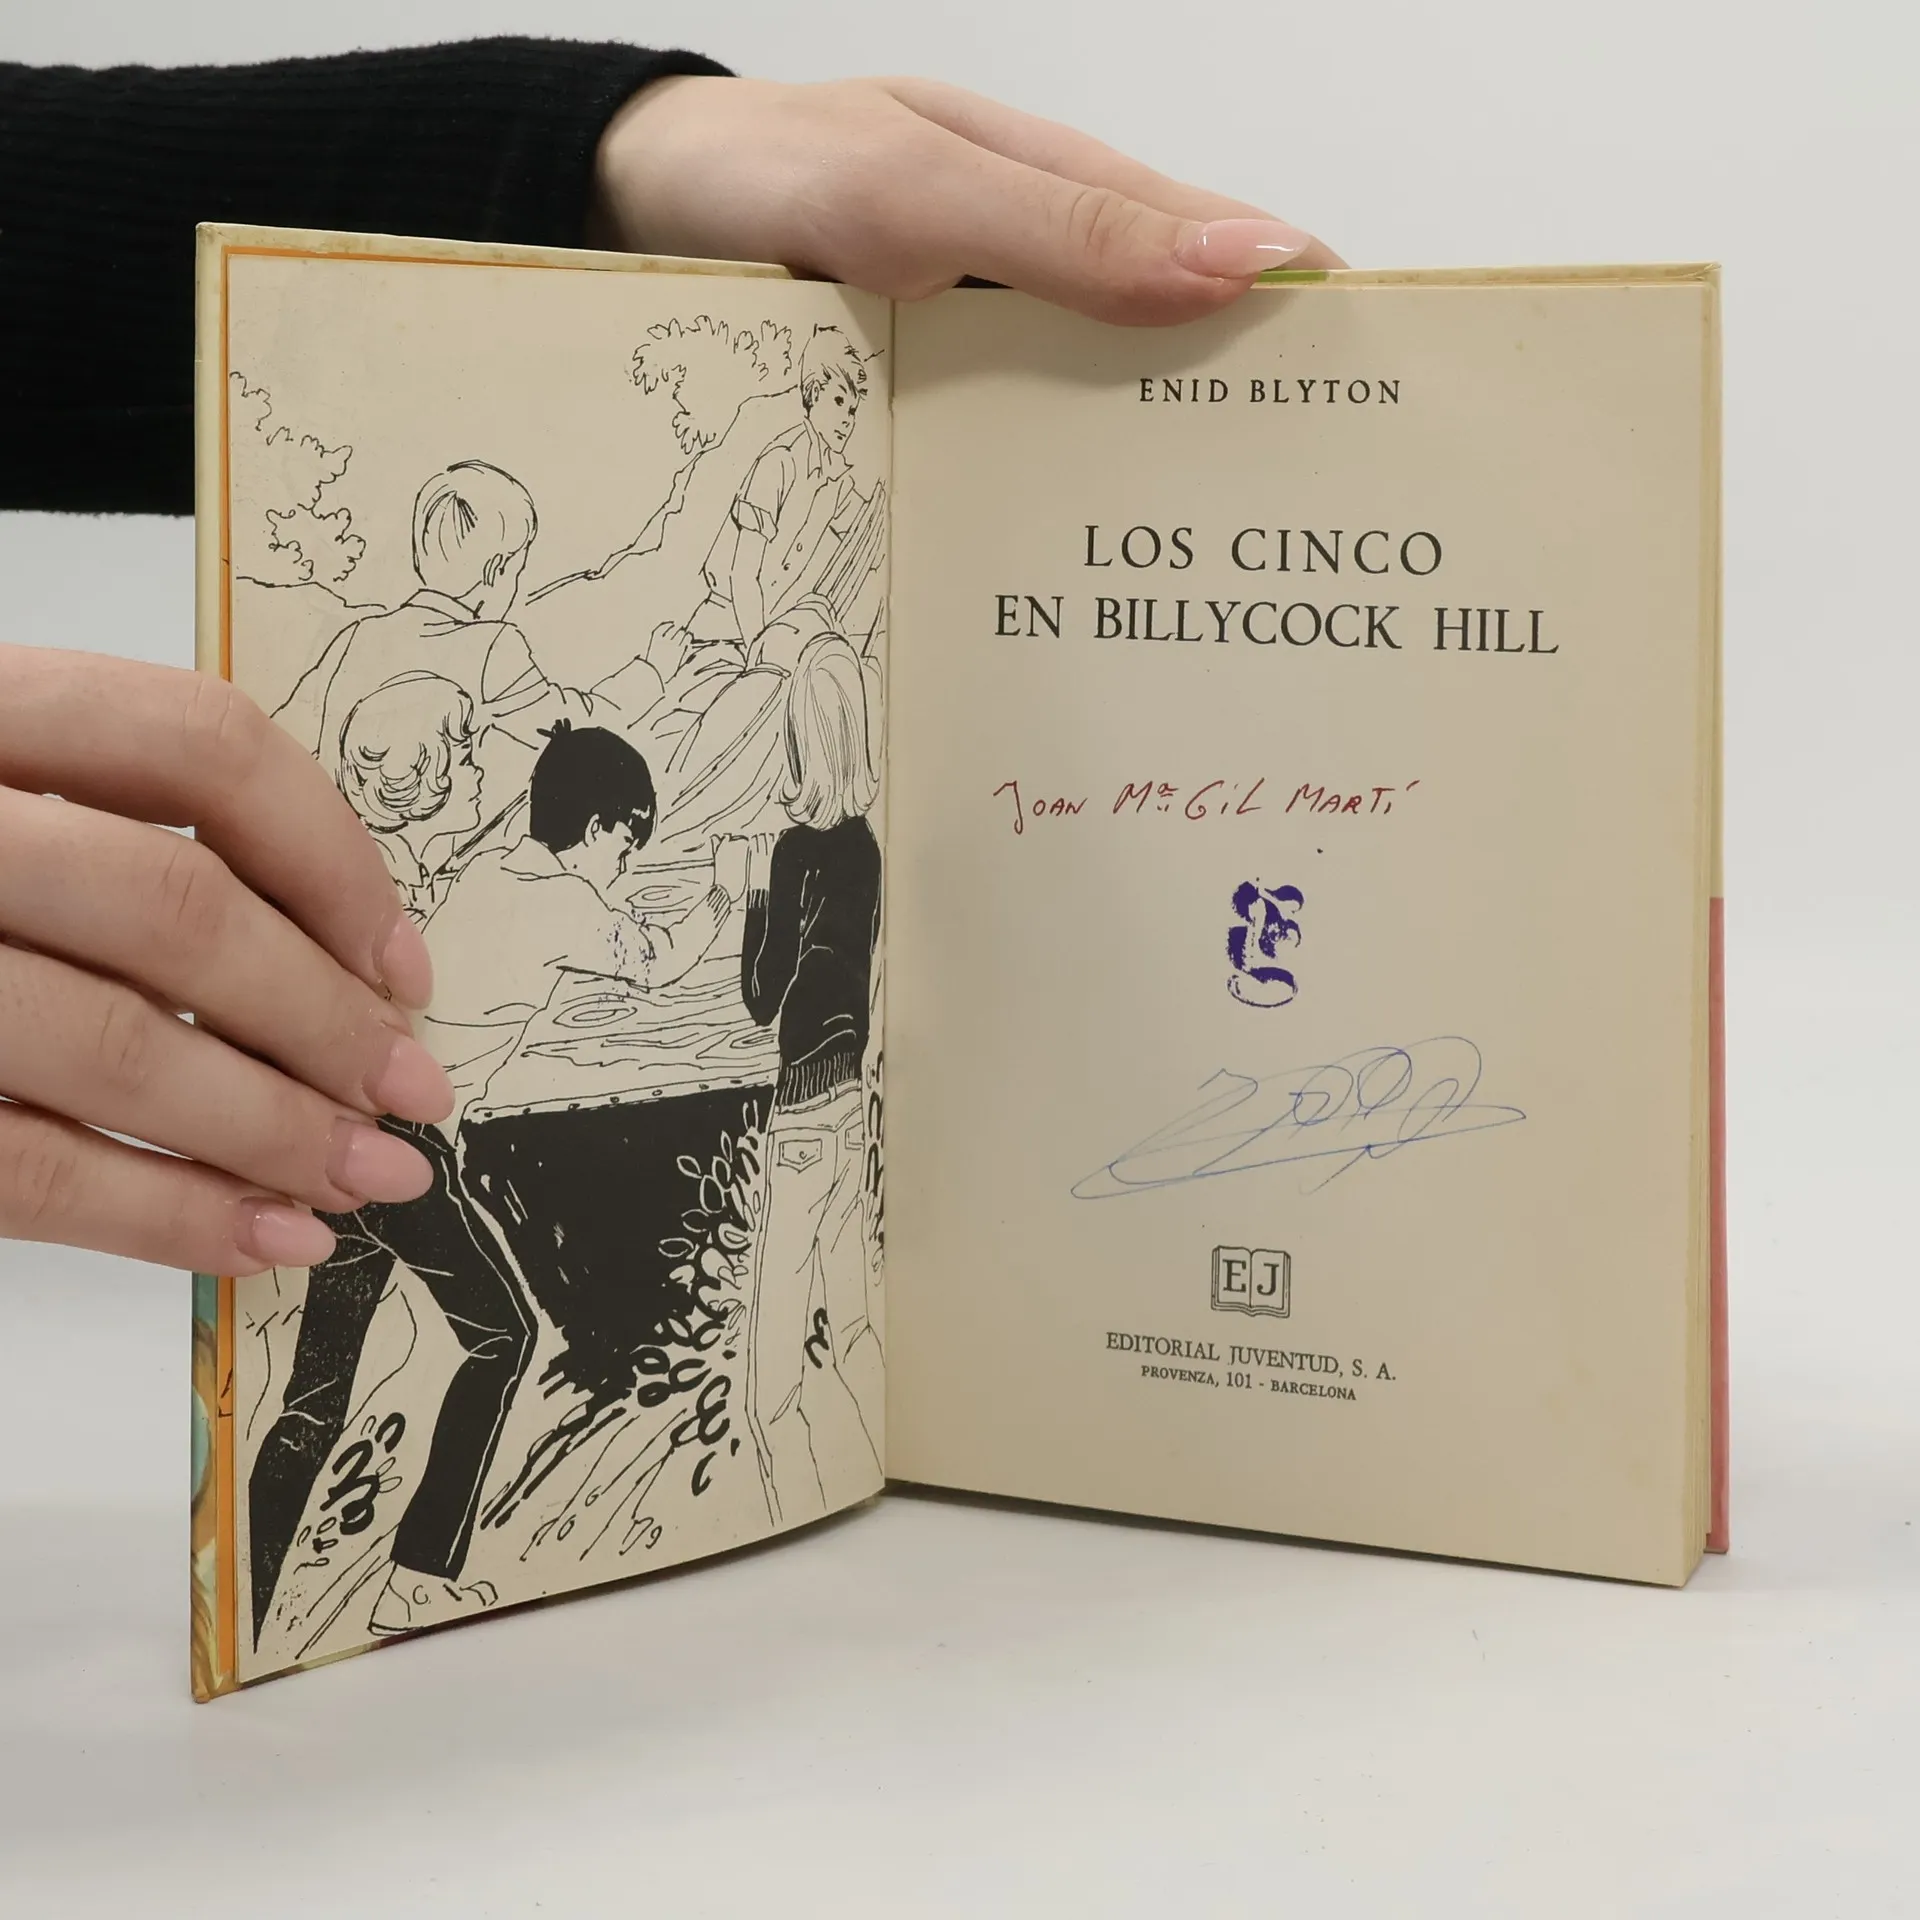 ENID BLYTON
LOS CINCO
EN BILLYCOCK HILL
JOAN Mª GIL MARTÍ
EJ
EDITORIAL JUVENTUD, S. A.
PROVENZA, 101 - BARCELONA